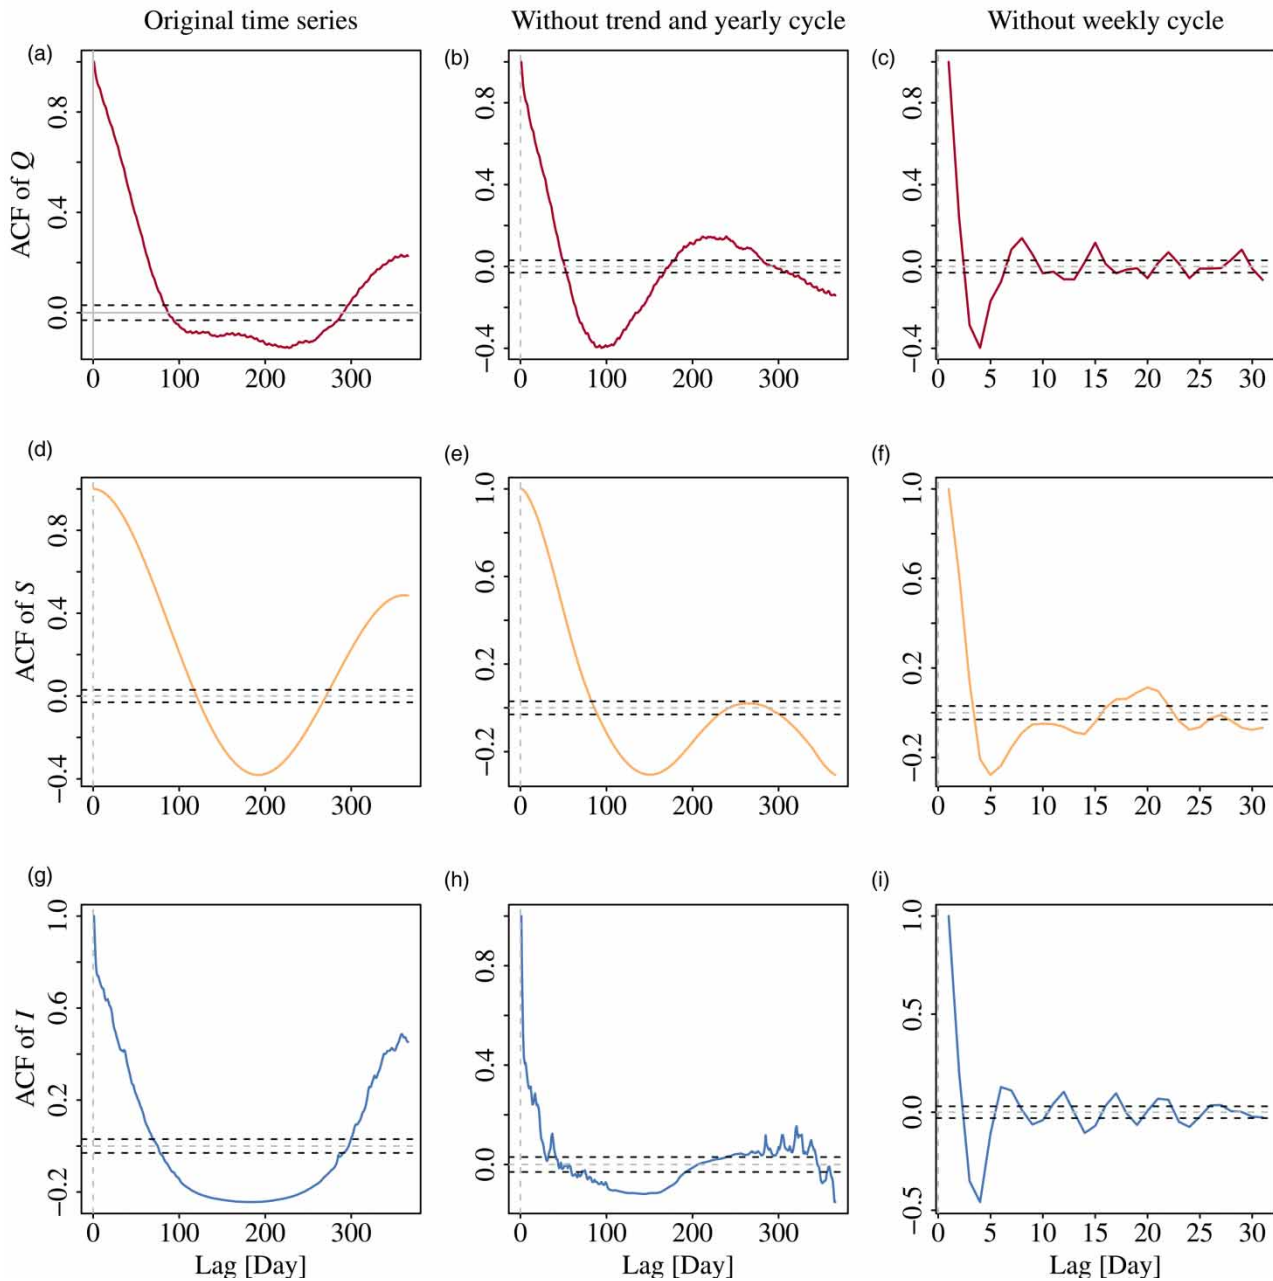 Original time series
Without trend and yearly cycle
Without weekly cycle
(a)
(b)
(c)
ACF of Q
0.8
0.4
0.0
0 100 200 300
0.8
0.4
0.0
−0.4
0 100 200 300
0.8
0.4
0.0
−0.4
0 5 10 15 20 25 30
(d)
(e)
(f)
ACF of S
0.8
0.4
0.0
−0.4
0 100 200 300
1.0
0.6
0.2
−0.2
0 100 200 300
1.0
0.6
0.2
−0.2
0 5 10 15 20 25 30
(g)
(h)
(i)
ACF of I
1.0
0.6
0.2
−0.2
0 100 200 300
Lag [Day]
0.8
0.4
0.0
0 100 200 300
Lag [Day]
1.0
0.5
0.0
−0.5
0 5 10 15 20 25 30
Lag [Day]